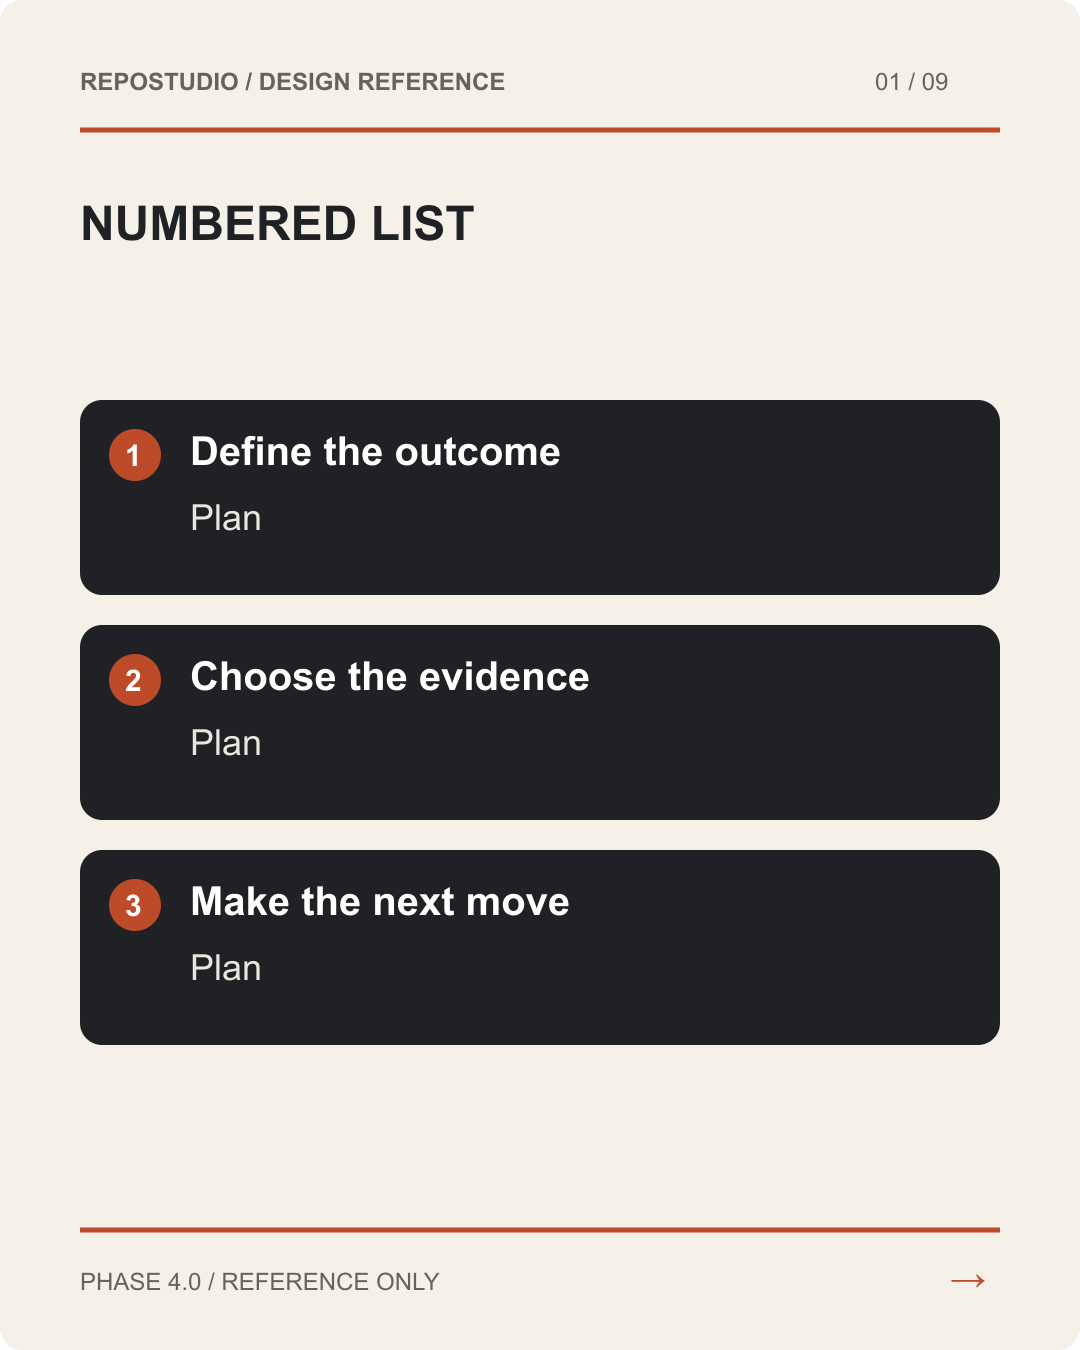 REPOSTUDIO / DESIGN REFERENCE 01 / 09
NUMBERED LIST
1 Define the outcome
Plan
2 Choose the evidence
Plan
3 Make the next move
Plan
PHASE 4.0 / REFERENCE ONLY →